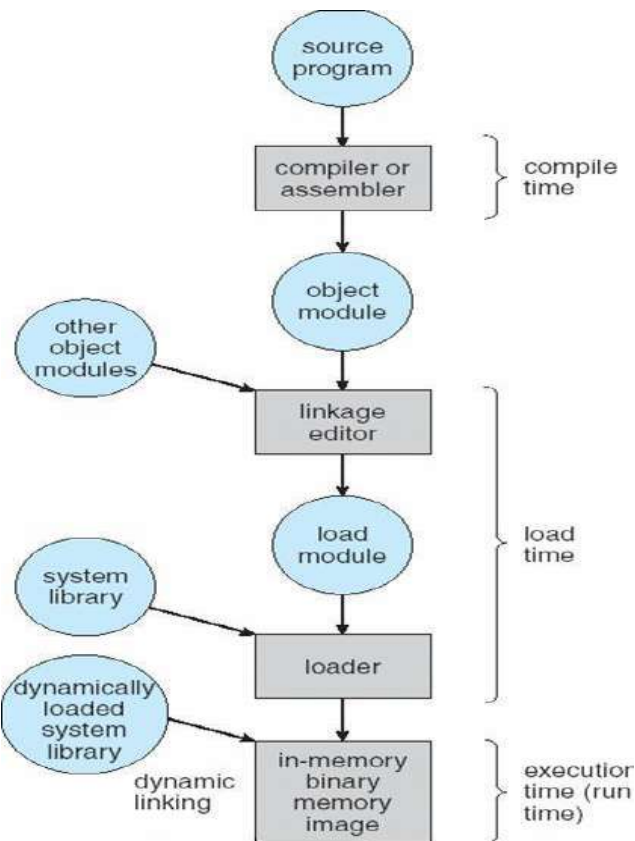 source
program
compiler or
assembler
compile
time
object
module
other
object
modules
linkage
editor
load
module
load
time
system
library
loader
dynamically
loaded
system
library
dynamic
linking
in-memory
binary
memory
image
execution
time (run
time)